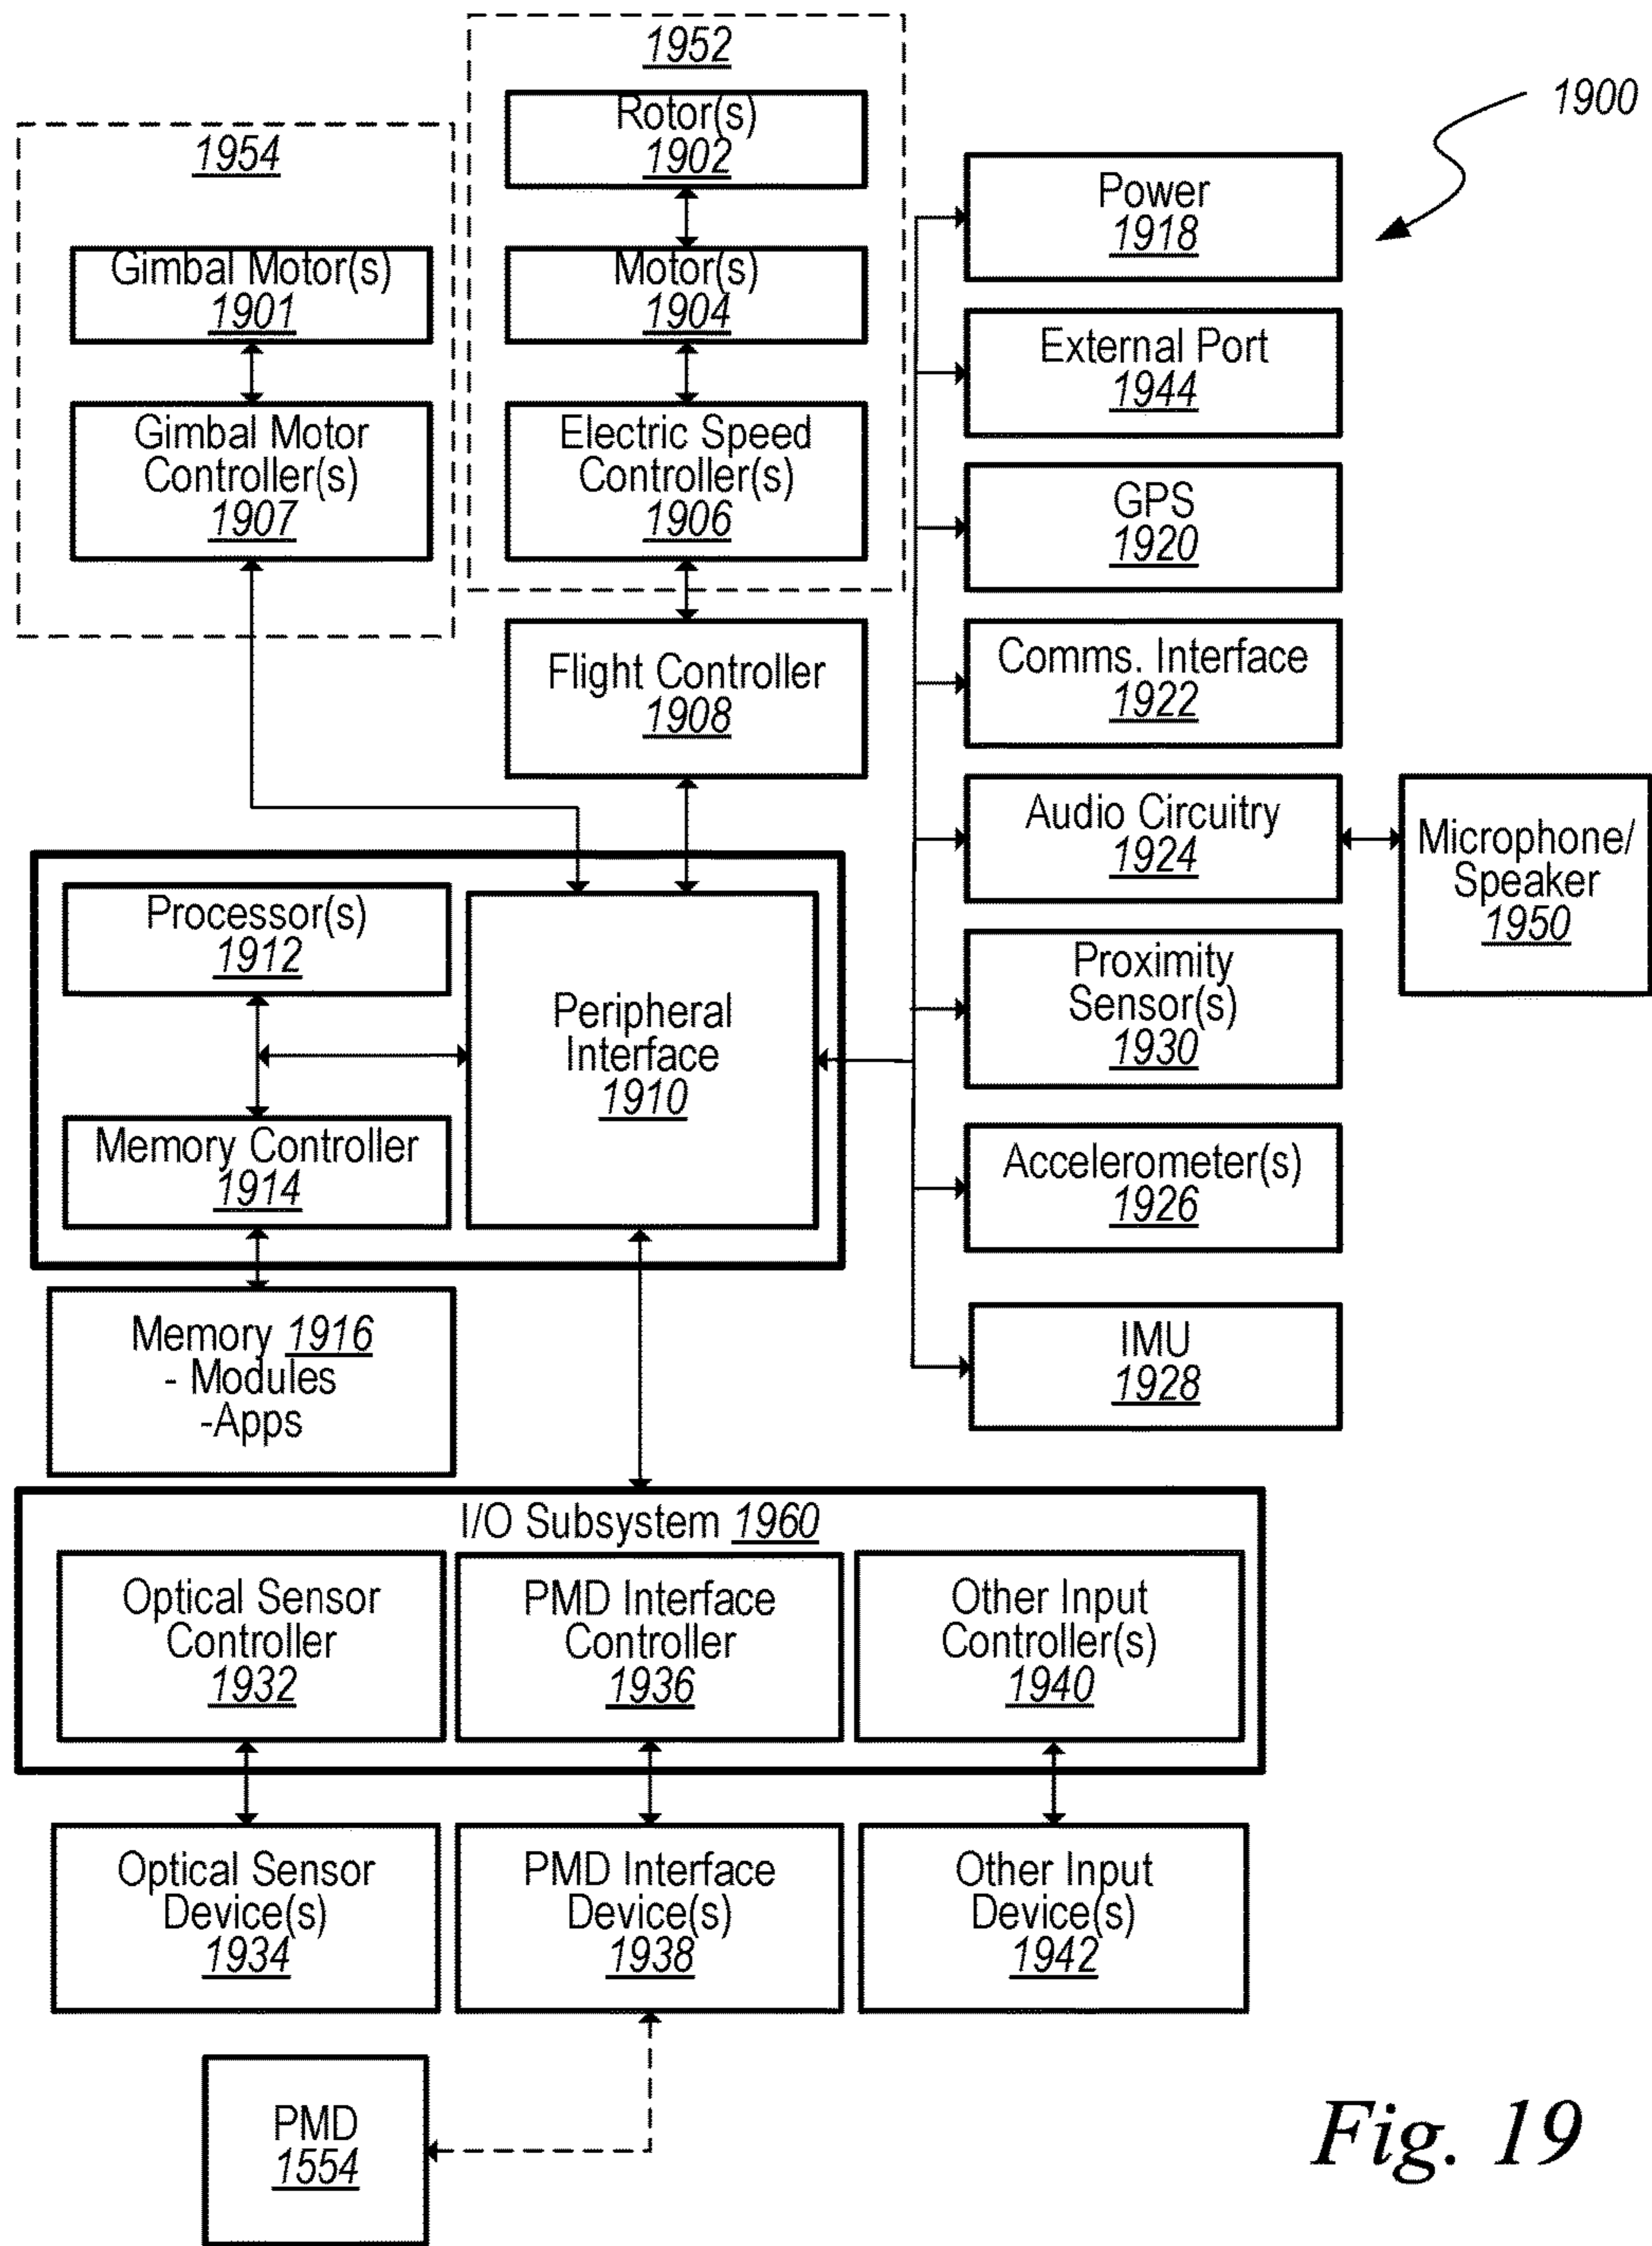 1952
Rotor(s)
1902
1900
1954
Power
1918
Gimbal Motor(s)
1901
Motor(s)
1904
External Port
1944
Gimbal Motor
Controller(s)
1907
Electric Speed
Controller(s)
1906
GPS
1920
Flight Controller
1908
Comms. Interface
1922
Audio Circuitry
1924
Microphone/
Speaker
1950
Processor(s)
1912
Peripheral
Interface
1910
Proximity
Sensor(s)
1930
Memory Controller
1914
Accelerometer(s)
1926
Memory 1916
- Modules
-Apps
IMU
1928
I/O Subsystem 1960
Optical Sensor
Controller
1932
PMD Interface
Controller
1936
Other Input
Controller(s)
1940
Optical Sensor
Device(s)
1934
PMD Interface
Device(s)
1938
Other Input
Device(s)
1942
PMD
1554
Fig. 19